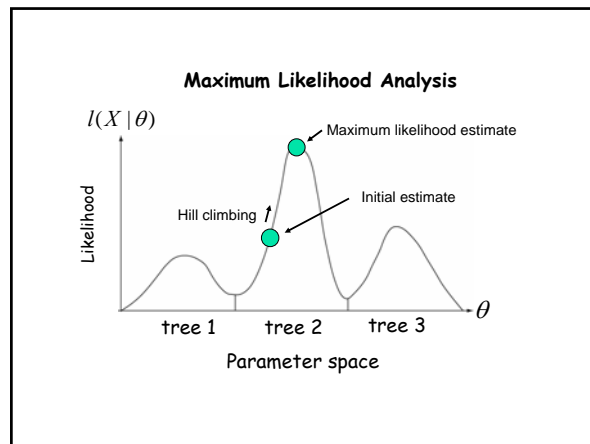 Maximum Likelihood Analysis
l(X | θ)
Maximum likelihood estimate
Initial estimate
Hill climbing
Likelihood
θ
tree 1 tree 2 tree 3
Parameter space